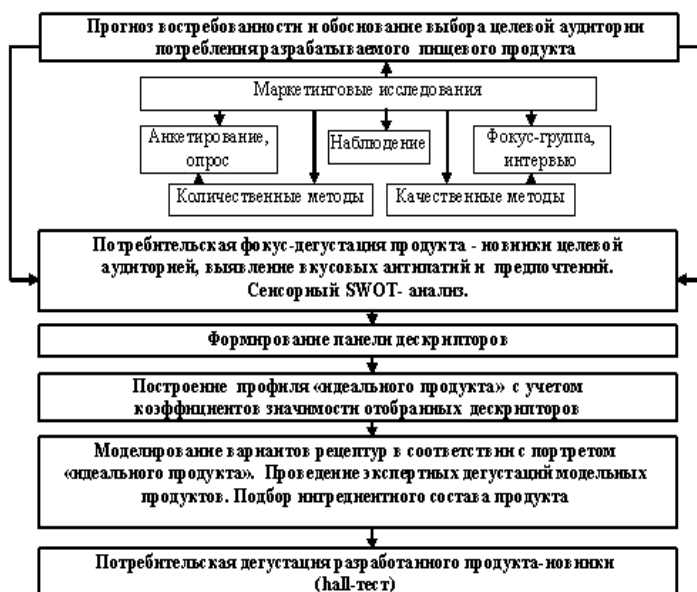 Прогноз востребованности и обоснование выбора целевой аудитории
потребления разрабатываемого пищевого продукта
Маркетинговые исследования
Анкетирование,
опрос
Наблюдение
Фокус-группа,
интервью
Количественные методы
Качественные методы
Потребительская фокус-дегустация продукта - новинки целевой
аудиторией, выявление вкусовых антипатий и предпочтений.
Сенсорный SWOT- анализ.
Формирование панели дескрипторов
Построение профиля «идеального продукта» с учетом
коэффициентов значимости отобранных дескрипторов
Моделирование вариантов рецептур в соответствии с портретом
«идеального продукта». Проведение экспертных дегустаций модельных
продуктов. Подбор ингредиентного состава продукта
Потребительская дегустация разработанного продукта-новинки
(hall-тест)